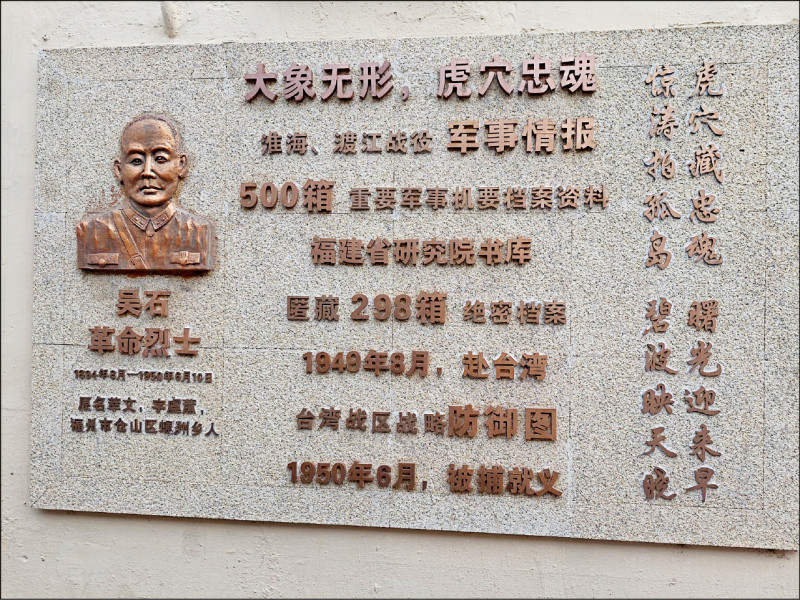 大象无形，虎穴忠魂
淮海、渡江战役 军事情报
500箱 重要军事机要档案资料
福建省研究院书库
匿藏 298箱 绝密档案
1949年8月，赴台湾
台湾战区战略防御图
1950年6月，被捕就义
吴石
革命烈士
1894年8月—1950年6月10日
原名萃文，字虞薰，
福州市仓山区螺洲乡人
虎穴藏忠魂 曙光迎来早
惊涛拍孤岛 碧波映天晓